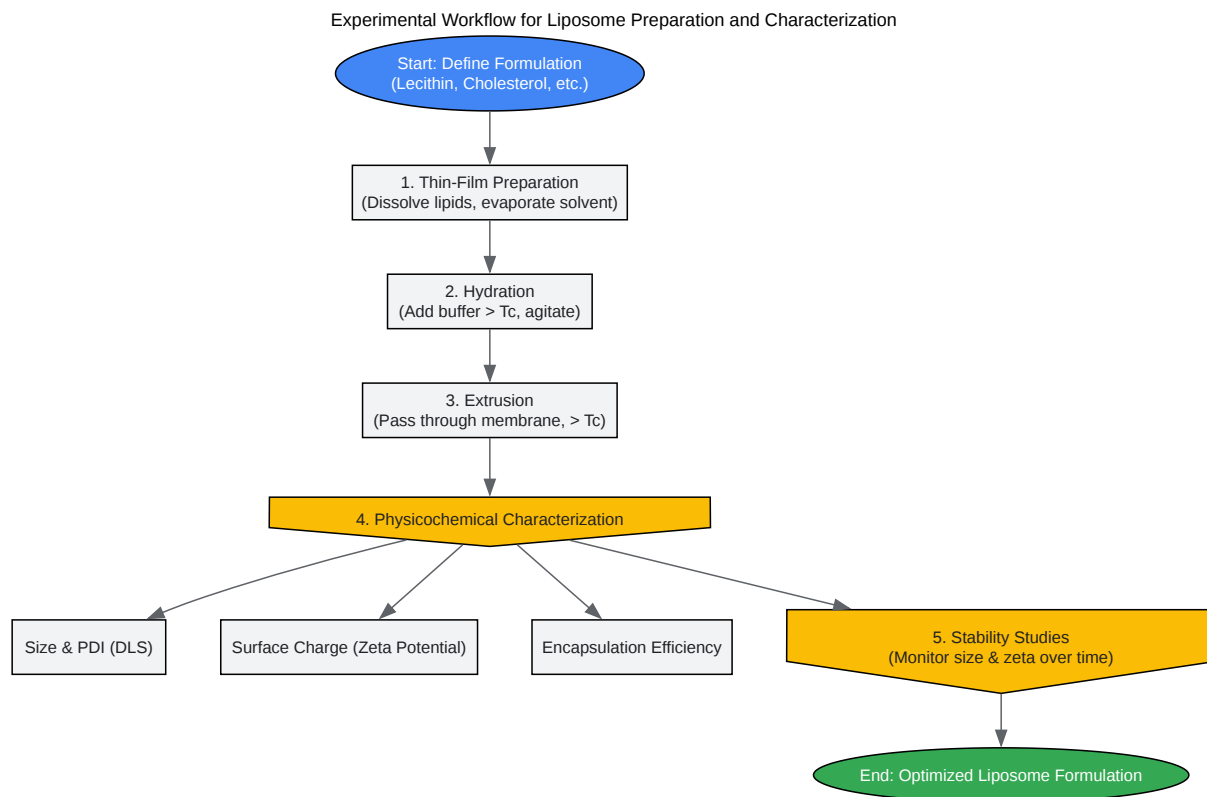 Experimental Workflow for Liposome Preparation and Characterization
Start: Define Formulation
(Lecithin, Cholesterol, etc.)
1. Thin-Film Preparation
(Dissolve lipids, evaporate solvent)
2. Hydration
(Add buffer > Tc, agitate)
3. Extrusion
(Pass through membrane, > Tc)
4. Physicochemical Characterization
Size & PDI (DLS)
Surface Charge (Zeta Potential)
Encapsulation Efficiency
5. Stability Studies
(Monitor size & zeta over time)
End: Optimized Liposome Formulation